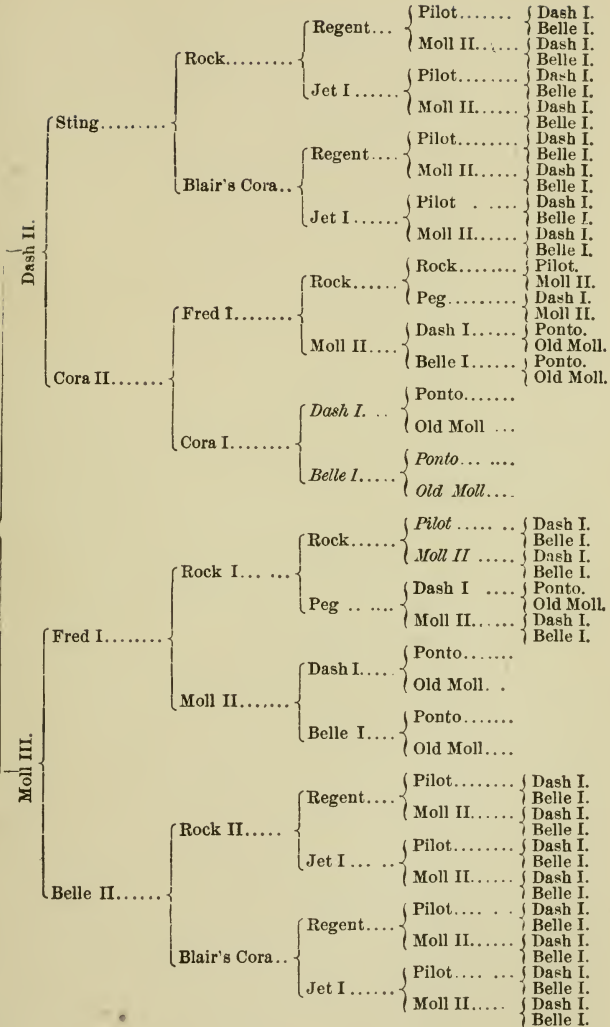 Pilot....... Dash I.
Regent... Belle I.
Moll II...... Dash I.
Belle I.
Rock.........
Pilot........ Dash I.
Jet I ...... Belle I.
Moll II...... Dash I.
Belle I.
Sting.........
Pilot........ Dash I.
Regent.... Belle I.
Moll II...... Dash I.
Belle I.
Blair's Cora..
Pilot . .... Dash I.
Jet I ...... Belle I.
Moll II...... Dash I.
Belle I.
Dash II.
Rock........ Pilot.
Rock...... Moll II.
Peg........ Dash I.
Moll II.
Fred I........
Dash I...... Ponto.
Moll II.... Old Moll.
Belle I...... Ponto.
Old Moll.
Cora II.......
Ponto.......
Dash I. ..
Old Moll ...
Cora I.......
Ponto... ....
Belle I.....
Old Moll....
Pilot ..... .. Dash I.
Rock...... Belle I.
Moll II ..... Dash I.
Belle I.
Rock I... ...
Dash I .... Ponto.
Peg .. .... Old Moll.
Moll II...... Dash I.
Belle I.
Fred I........
Ponto.......
Dash I.....
Old Moll. .
Moll II.......
Ponto.......
Belle I....
Old Moll....
Moll III.
Pilot........ Dash I.
Regent.... Belle I.
Moll II...... Dash I.
Belle I.
Rock II.....
Pilot........ Dash I.
Jet I ... .. Belle I.
Moll II...... Dash I.
Belle I.
Belle II......
Pilot.... ... Dash I.
Regent.... Belle I.
Moll II...... Dash I.
Belle I.
Blair's Cora..
Pilot........ Dash I.
Jet I ...... Belle I.
Moll II..... Dash I.
Belle I.